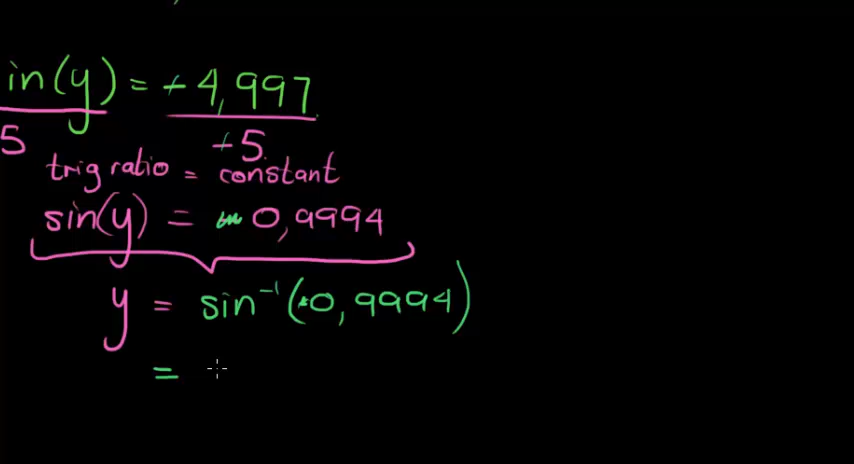 in(y) = +4,997
5 +5
trig ratio = constant
sin(y) = 0,9994
y = sin⁻¹(0,9994)
=